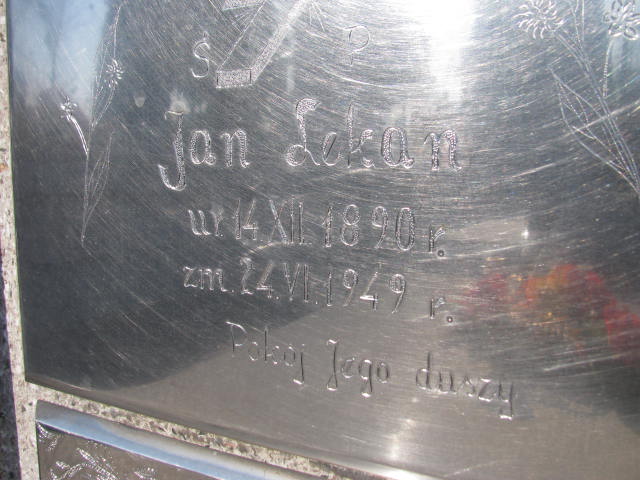 Ś P
Jan Lekan
ur. 14 XII. 1890 r.
zm. 24. VI. 1949 r.
Pokój Jego duszy